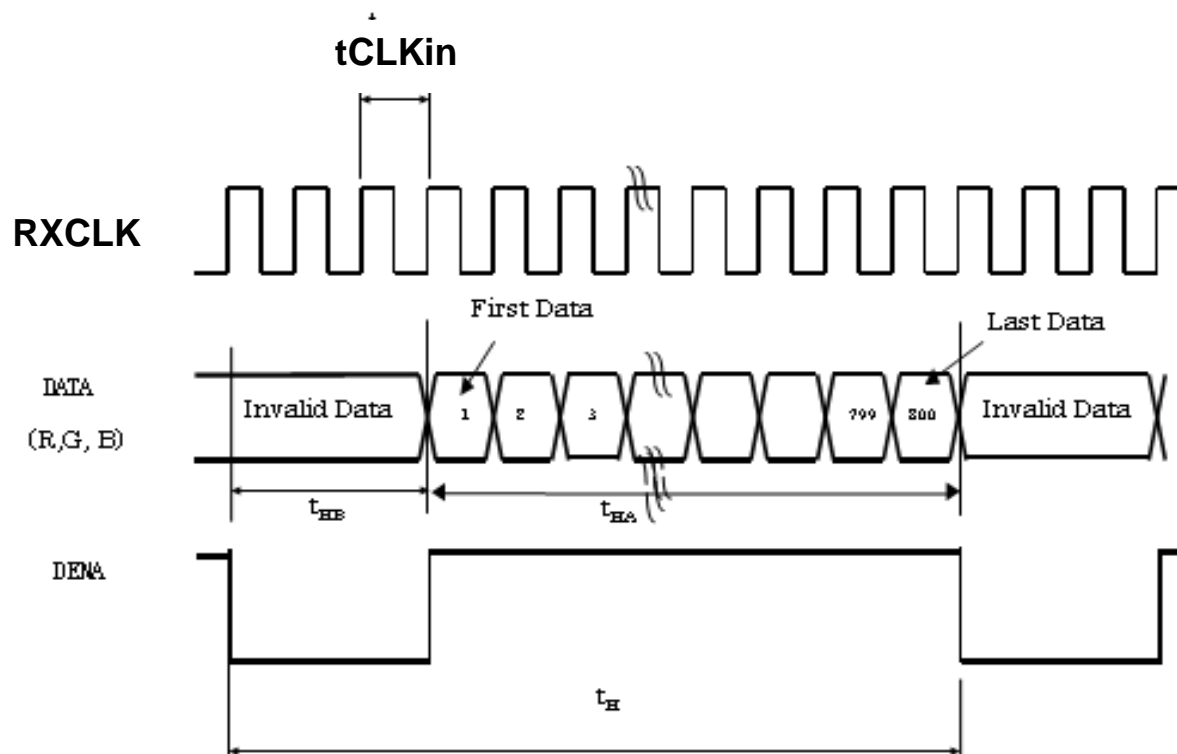 tCLKin
RXCLK
First Data
Last Data
DATA
(R,G, B)
Invalid Data
1
2
3
799
800
Invalid Data
tHB
tHA
DENA
tH